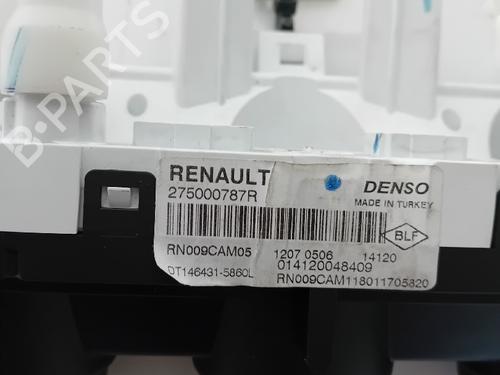 B-PARTS
RENAULT
275000787R
DENSO
MADE IN TURKEY
BLF
RN009CAM05
1207 0506
14120
014120048409
DT146431-5860L
RN009CAM118011705820